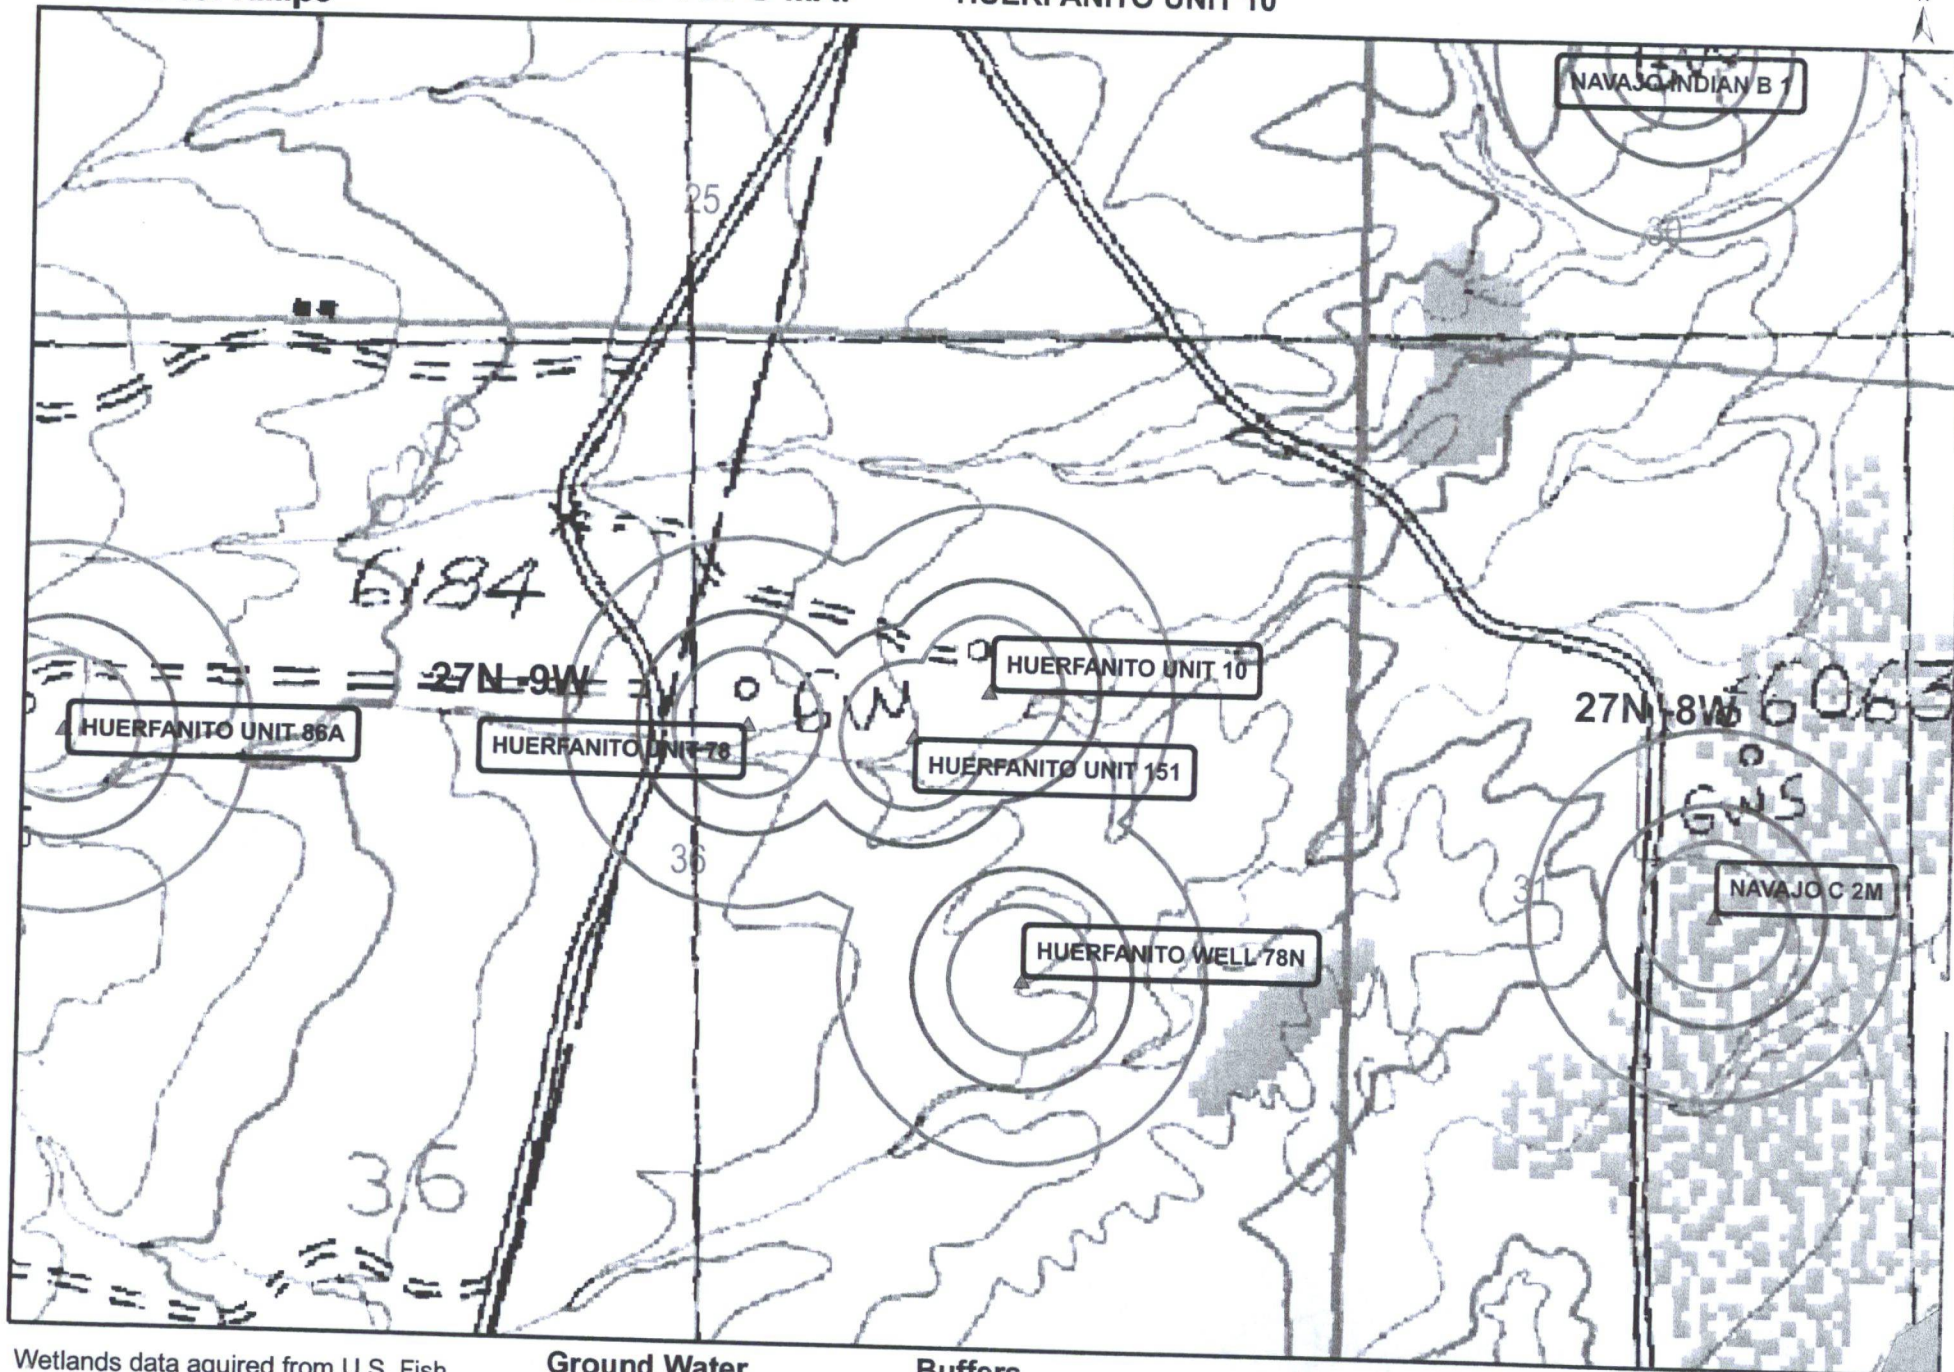 HUERFANITO UNIT 10
NAVAJO INDIAN B 1
25
30
6184
HUERFANITO UNIT 10
27N -9W
27N -8W
6063
HUERFANITO UNIT 86A
HUERFANITO UNIT 78
GW
HUERFANITO UNIT 151
GWS
36
31
NAVAJO C 2M
HUERFANITO WELL 78N
36
Wetlands data aquired from U.S. Fish
Ground Water
Buffers